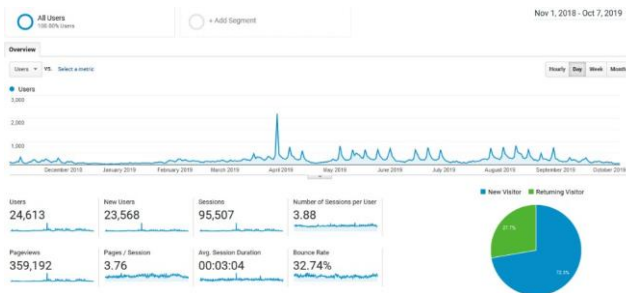 All Users
100.00% Users
+ Add Segment
Nov 1, 2018 - Oct 7, 2019
Overview
Users
VS.
Select a metric
Hourly
Day
Week
Month
Users
3,000
2,000
1,000
December 2018
January 2019
February 2019
March 2019
April 2019
May 2019
June 2019
July 2019
August 2019
September 2019
October 2019
New Visitor
Returning Visitor
Users
24,613
New Users
23,568
Sessions
95,507
Number of Sessions per User
3.88
Pageviews
359,192
Pages / Session
3.76
Avg. Session Duration
00:03:04
Bounce Rate
32.74%
27.7%
72.3%